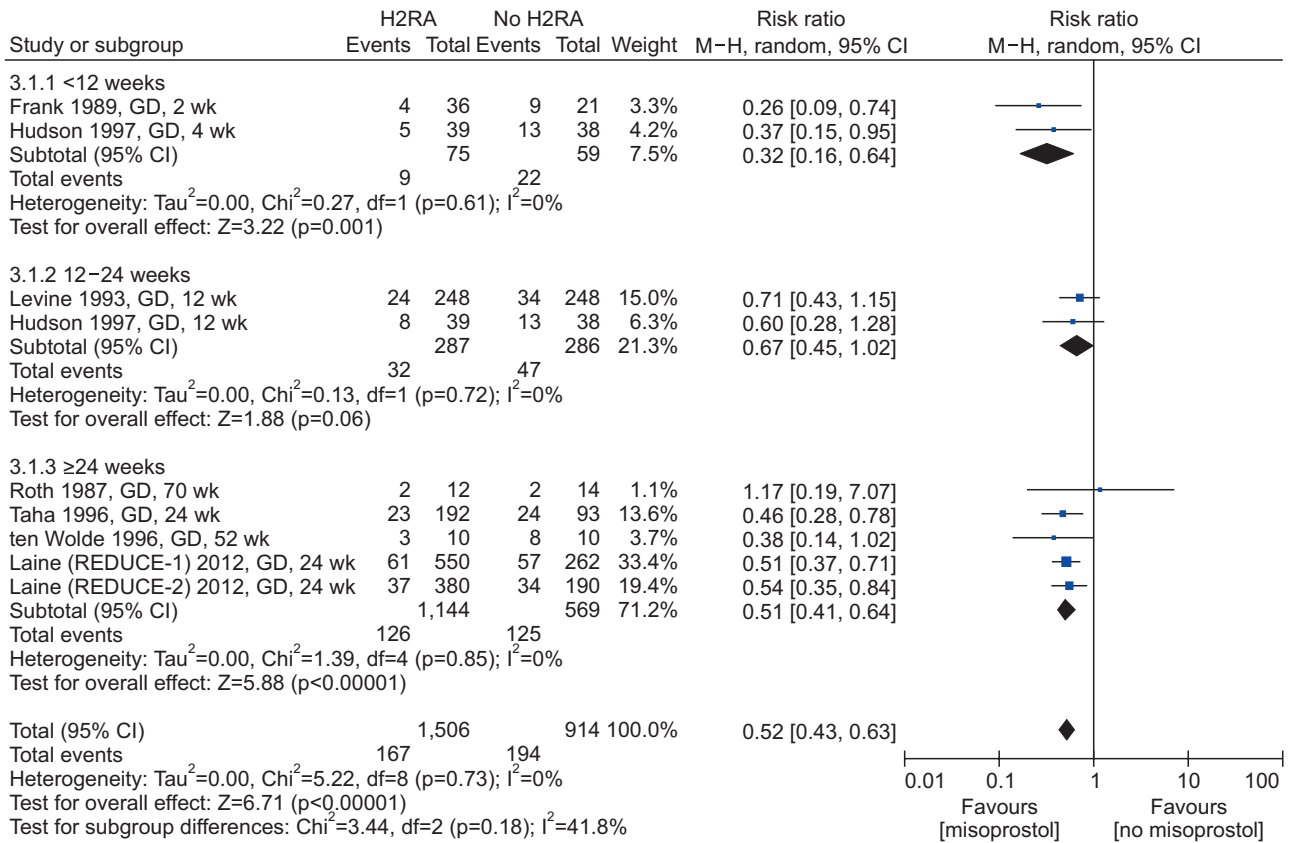 H2RA No H2RA Risk ratio Risk ratio
Study or subgroup Events Total Events Total Weight M−H, random, 95% CI M−H, random, 95% CI
3.1.1 <12 weeks
Frank 1989, GD, 2 wk 4 36 9 21 3.3% 0.26 [0.09, 0.74]
Hudson 1997, GD, 4 wk 5 39 13 38 4.2% 0.37 [0.15, 0.95]
Subtotal (95% CI) 75 59 7.5% 0.32 [0.16, 0.64]
Total events 9 22
Heterogeneity: Tau²=0.00, Chi²=0.27, df=1 (p=0.61); I²=0%
Test for overall effect: Z=3.22 (p=0.001)
3.1.2 12−24 weeks
Levine 1993, GD, 12 wk 24 248 34 248 15.0% 0.71 [0.43, 1.15]
Hudson 1997, GD, 12 wk 8 39 13 38 6.3% 0.60 [0.28, 1.28]
Subtotal (95% CI) 287 286 21.3% 0.67 [0.45, 1.02]
Total events 32 47
Heterogeneity: Tau²=0.00, Chi²=0.13, df=1 (p=0.72); I²=0%
Test for overall effect: Z=1.88 (p=0.06)
3.1.3 ≥24 weeks
Roth 1987, GD, 70 wk 2 12 2 14 1.1% 1.17 [0.19, 7.07]
Taha 1996, GD, 24 wk 23 192 24 93 13.6% 0.46 [0.28, 0.78]
ten Wolde 1996, GD, 52 wk 3 10 8 10 3.7% 0.38 [0.14, 1.02]
Laine (REDUCE-1) 2012, GD, 24 wk 61 550 57 262 33.4% 0.51 [0.37, 0.71]
Laine (REDUCE-2) 2012, GD, 24 wk 37 380 34 190 19.4% 0.54 [0.35, 0.84]
Subtotal (95% CI) 1,144 569 71.2% 0.51 [0.41, 0.64]
Total events 126 125
Heterogeneity: Tau²=0.00, Chi²=1.39, df=4 (p=0.85); I²=0%
Test for overall effect: Z=5.88 (p<0.00001)
Total (95% CI) 1,506 914 100.0% 0.52 [0.43, 0.63]
Total events 167 194
Heterogeneity: Tau²=0.00, Chi²=5.22, df=8 (p=0.73); I²=0%
Test for overall effect: Z=6.71 (p<0.00001)
Test for subgroup differences: Chi²=3.44, df=2 (p=0.18); I²=41.8%
0.01 0.1 1 10 100
Favours Favours
[misoprostol] [no misoprostol]